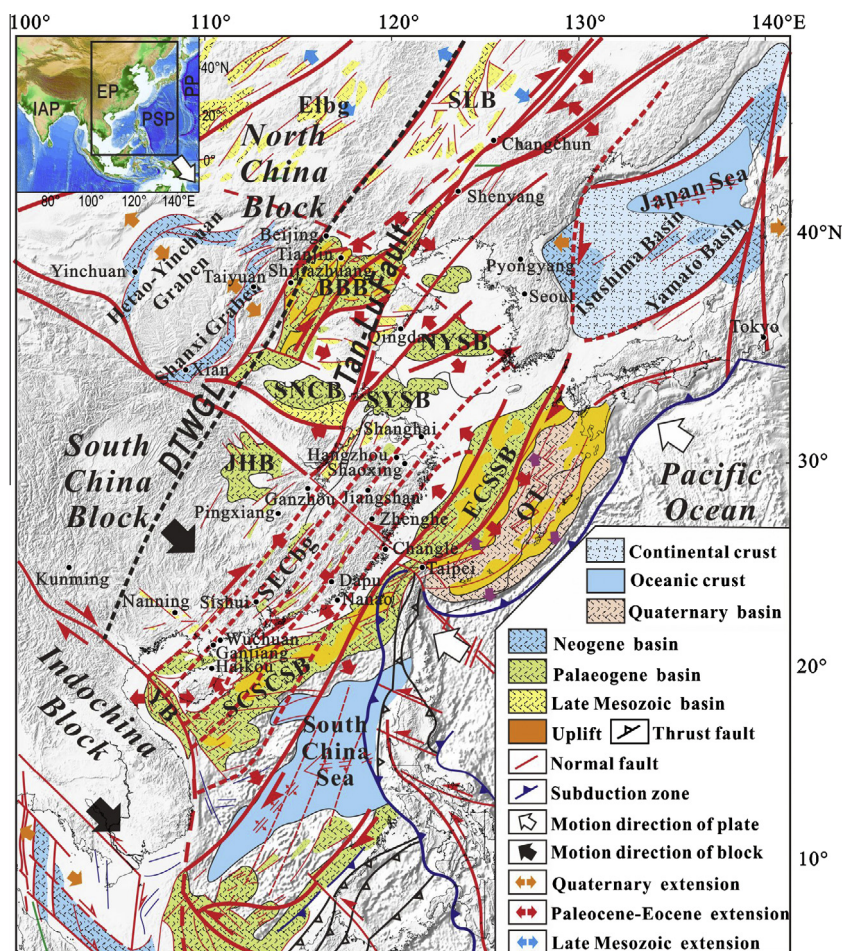 100°
110°
120°
130°
140°E
40°N
EP
IAP
20°
PSP
PP
0°
80°
100°
120°
140°
Elbg
SLB
North
China
Block
Changchun
Shenyang
Japan Sea
Hetao-Yinchuan
Graben
Beijing
Tianjin
Shijiazhuang
BBB
Tan-Lu Fault
Yinchuan
Taiyuan
Shanxi Graben
Pyongyang
Seoul
Tsushima Basin
Yamato Basin
40°N
Tokyo
Qingdao
NYSB
Xian
SNCB
SYSB
DTWGL
Shanghai
South
China
Block
JHB
Hangzhou
Shaoxing
Ganzhou
Jiangshan
Pingxiang
Zhenghe
ECSSB
OT
30°
Pacific
Ocean
Changle
Taipei
Kunming
SECbg
Dapu
Nanning
Sishui
Nanao
Wuchuan
Ganjiang
Haikou
Indochina
Block
YB
SCSCSB
South
China
Sea
20°
10°
Continental crust
Oceanic crust
Quaternary basin
Neogene basin
Palaeogene basin
Late Mesozoic basin
Uplift
Thrust fault
Normal fault
Subduction zone
Motion direction of plate
Motion direction of block
Quaternary extension
Paleocene-Eocene extension
Late Mesozoic extension